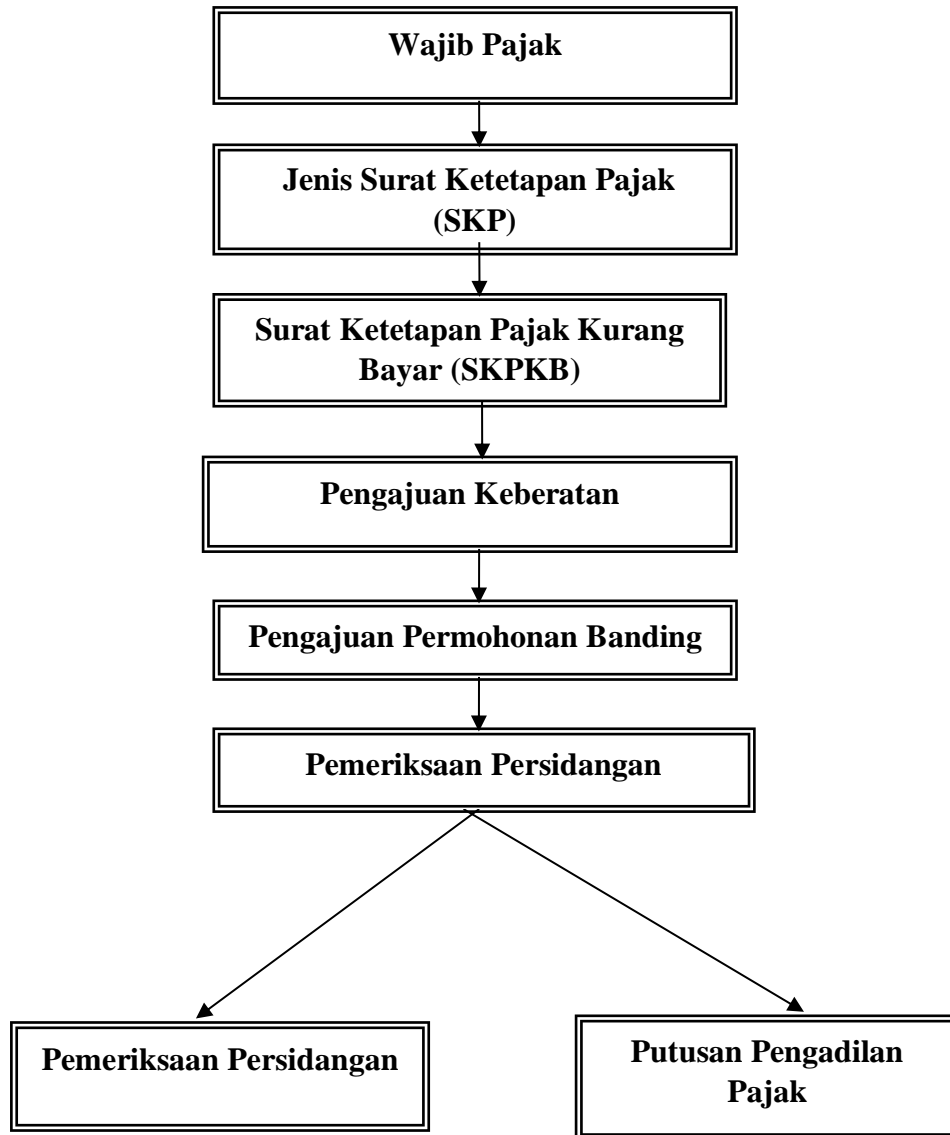 Wajib Pajak
Jenis Surat Ketetapan Pajak
(SKP)
Surat Ketetapan Pajak Kurang
Bayar (SKPKB)
Pengajuan Keberatan
Pengajuan Permohonan Banding
Pemeriksaan Persidangan
Pemeriksaan Persidangan
Putusan Pengadilan
Pajak